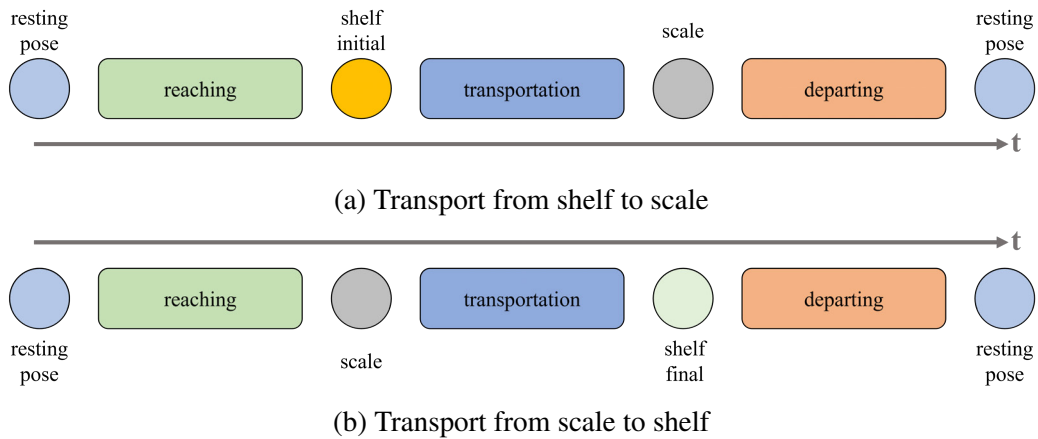 resting
pose
shelf
initial
scale
resting
pose
reaching
transportation
departing
t
(a) Transport from shelf to scale
t
reaching
transportation
departing
resting
pose
scale
shelf
final
resting
pose
(b) Transport from scale to shelf